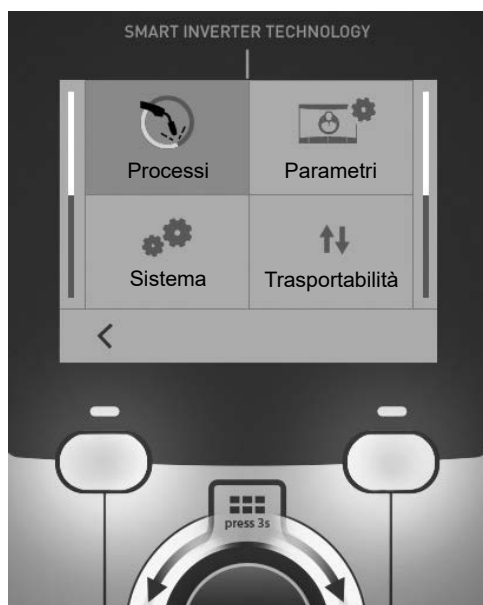 SMART INVERTER TECHNOLOGY
Processi
Parametri
Sistema
Trasportabilità
press 3s